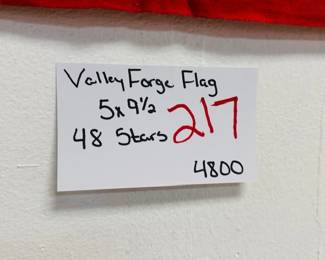 Valley Forge Flag
5x9½
48 Stars 217
4800